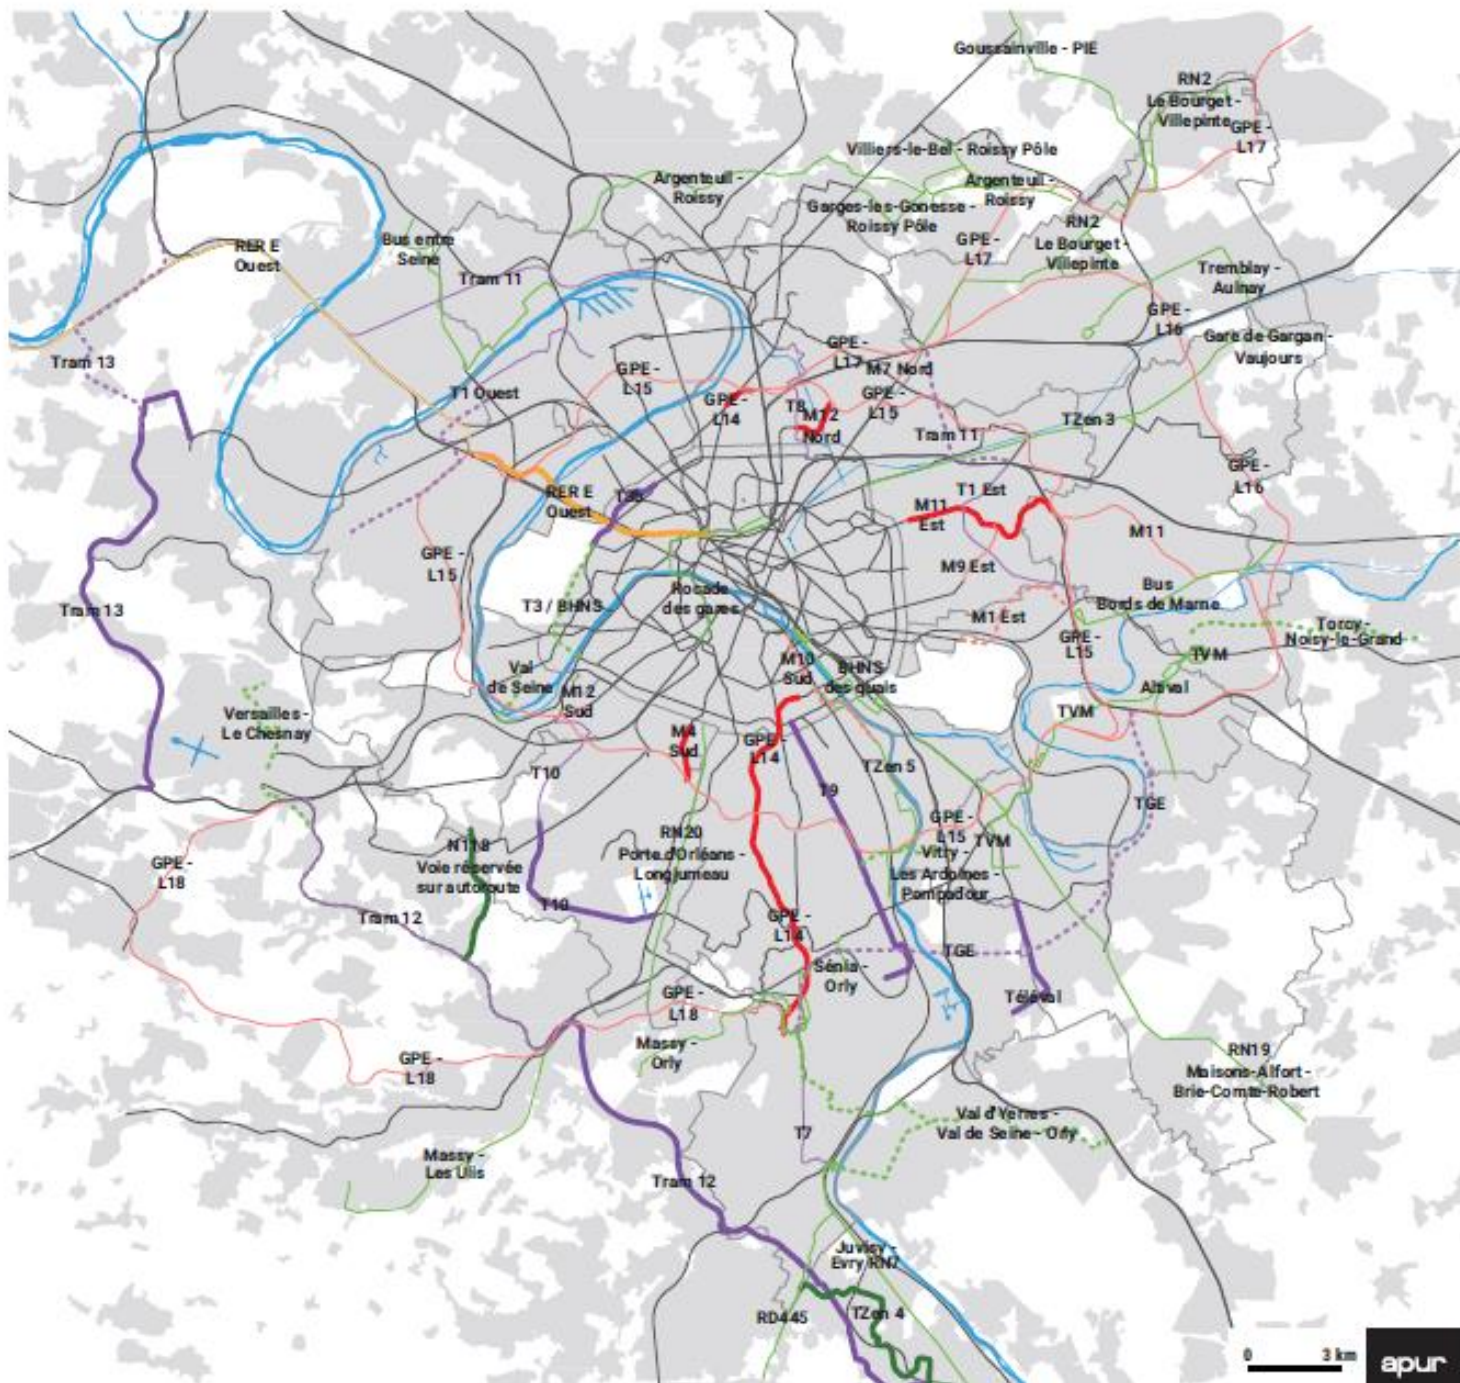 Goussainville - PIE
RN2
Le Bourget -
Villepinte
GPE -
L17
Villiers-le-Bel - Roissy Pôle
Argenteuil -
Roissy
Argenteuil -
Roissy
Garges-les-Gonesse -
Roissy Pôle
RN2
Le Bourget -
Villepinte
GPE -
L17
RER E
Ouest
Bus entre
Seine
Tram 11
Tremblay -
Aulnay
GPE -
L16
Gare de Gargan -
Vaujours
Tram 13
GPE -
L17
M7 Nord
GPE -
L15
T1 Ouest
GPE -
L14
T8
M12
Nord
GPE -
L15
Tram 11
TZen 3
GPE -
L16
RER E
Ouest
T3b
T1 Est
M11
Est
M11
GPE -
L15
M9 Est
Rocade
des gares
T3 / BHNS
Bus
Bords de Marne
Tram 13
M1 Est
GPE -
L15
Torcy -
Noisy-le-Grand
TVM
Val
de Seine
M12
Sud
M10
Sud
BHNS
des quais
Altival
TVM
Versailles -
Le Chesnay
M4
Sud
GPE -
L14
T10
TZen 5
T9
TGE
GPE -
L18
N118
Voie réservée
sur autoroute
RN20
Porte d'Orléans -
Longjumeau
GPE -
L15
TVM
Vitry -
Les Ardoines -
Pompadour
T10
Tram 12
GPE -
L14
TGE
Sénia -
Orly
GPE -
L18
Téléval
Massy -
Orly
GPE -
L18
RN19
Maisons-Alfort -
Brie-Comte-Robert
T7
Val d'Yerres -
Val de Seine - Orly
Massy -
Les Ulis
Tram 12
Juvisy -
Evry RN7
RD445
TZen 4
0 3 km
apur